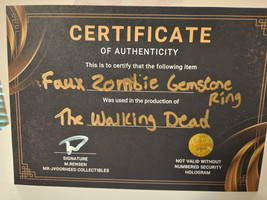 CERTIFICATE
OF AUTHENTICITY
This is to certify that the following item
Faux Zombie Gemstone
Ring
Was used in the production of
The Walking Dead
SIGNATURE
M.RENSEN
MR-JVOORHEES COLLECTIBLES
NOT VALID WITHOUT
NUMBERED SECURITY
HOLOGRAM